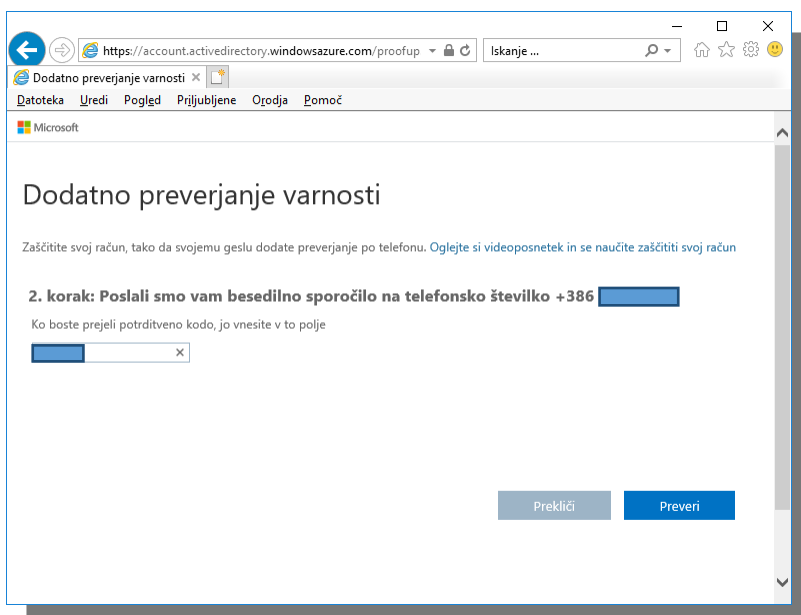 https://account.activedirectory.windowsazure.com/proofup
Iskanje ...
Dodatno preverjanje varnosti
Datoteka Uredi Pogled Priljubljene Orodja Pomoč
Microsoft
Dodatno preverjanje varnosti
Zaščitite svoj račun, tako da svojemu geslu dodate preverjanje po telefonu. Oglejte si videoposnetek in se naučite zaščititi svoj račun
2. korak: Poslali smo vam besedilno sporočilo na telefonsko številko +386
Ko boste prejeli potrditveno kodo, jo vnesite v to polje
Prekliči Preveri